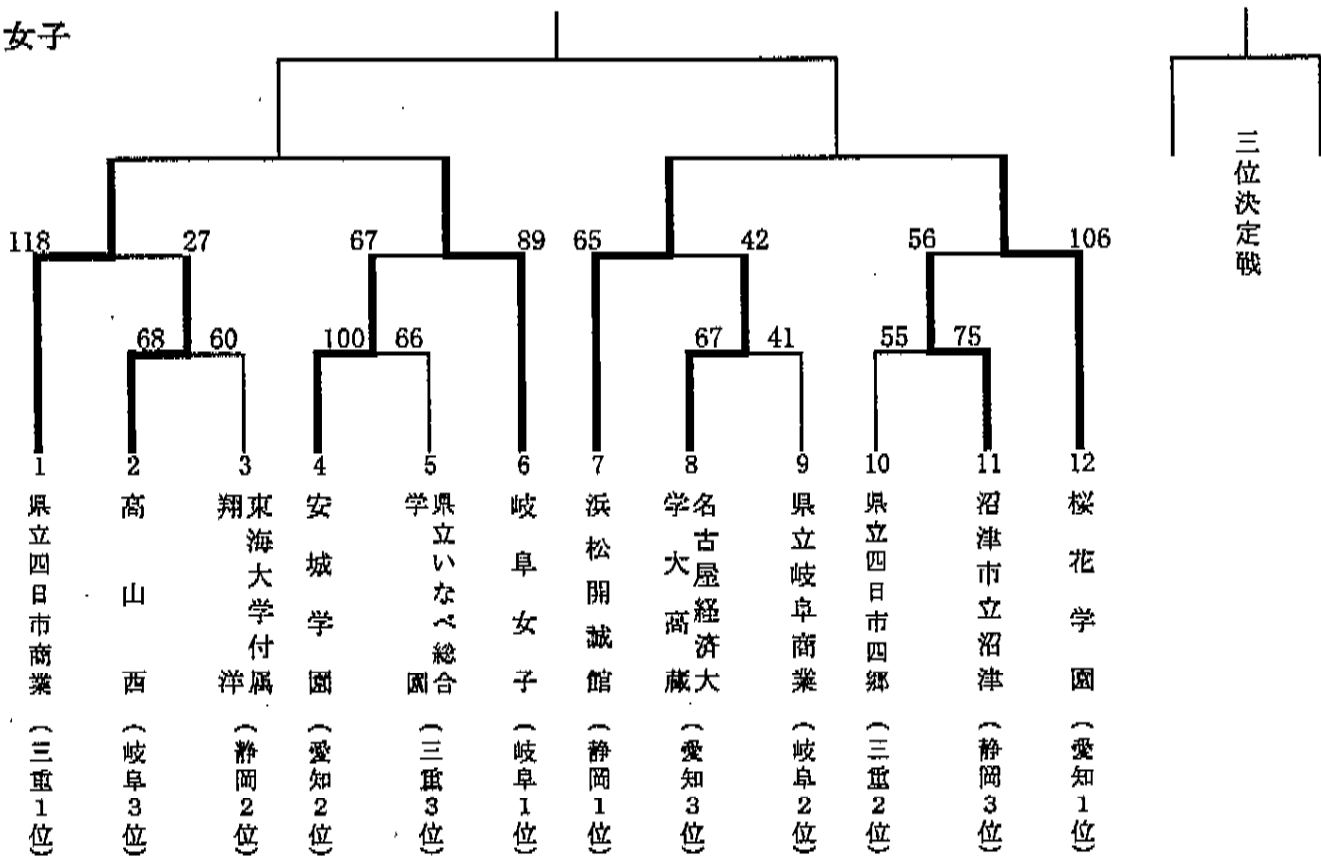 女子
三位決定戦
118
27
67
89
65
42
56
106
68
60
100
66
67
41
55
75
1
2
3
4
5
6
7
8
9
10
11
12
県立四日市商業(三重1位)
高山西(岐阜3位)
東海大学付属
翔洋(静岡2位)
安城学園(愛知2位)
県立いなべ総合
学園(三重3位)
岐阜女子(岐阜1位)
浜松開誠館(静岡1位)
名古屋経済大
学大高蔵(愛知3位)
県立岐阜商業(岐阜2位)
県立四日市四郷(三重2位)
沼津市立沼津(静岡3位)
桜花学園(愛知1位)